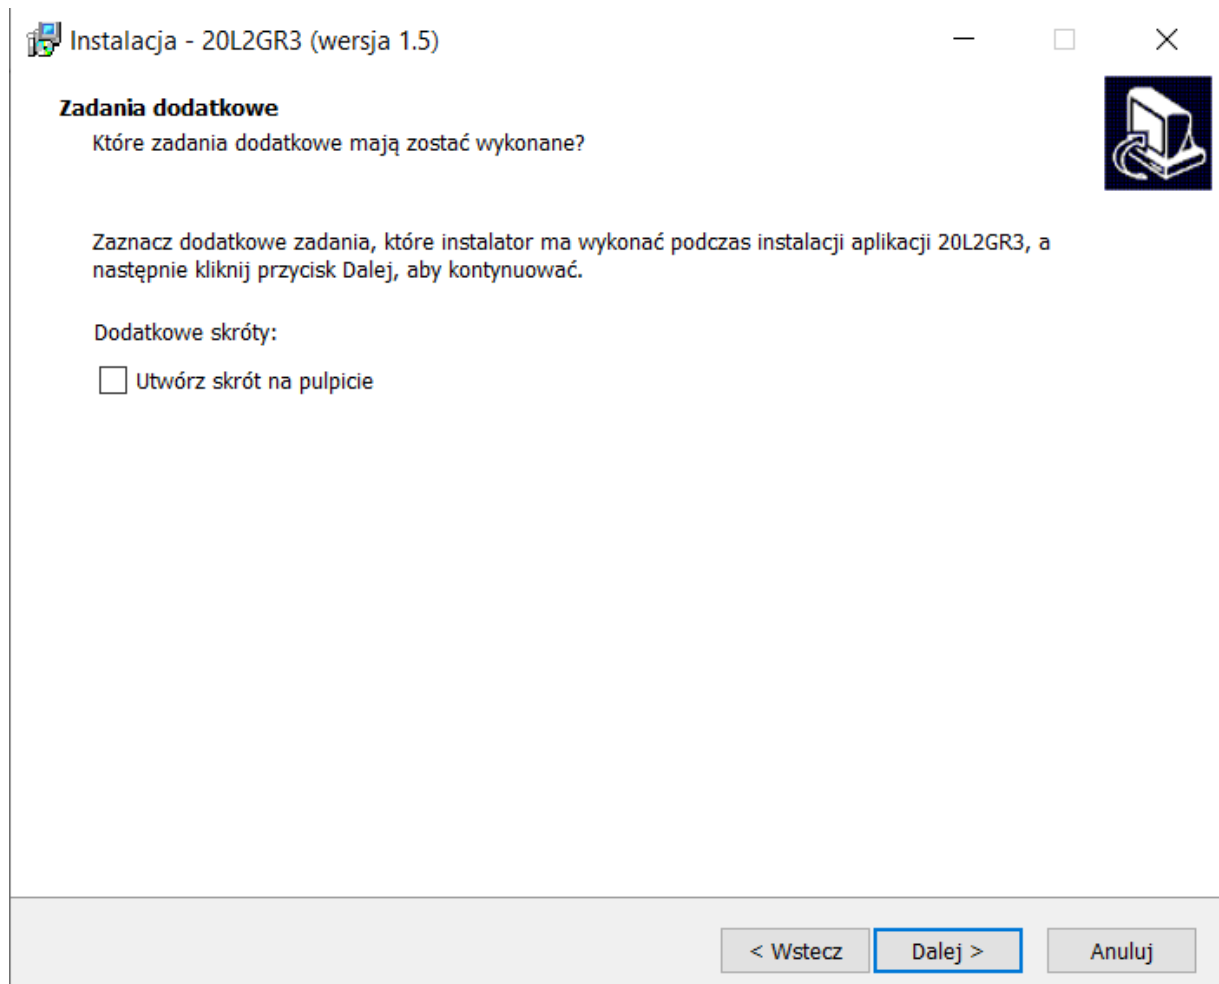 Instalacja - 20L2GR3 (wersja 1.5)
Zadania dodatkowe
Które zadania dodatkowe mają zostać wykonane?
Zaznacz dodatkowe zadania, które instalator ma wykonać podczas instalacji aplikacji 20L2GR3, a
następnie kliknij przycisk Dalej, aby kontynuować.
Dodatkowe skróty:
Utwórz skrót na pulpicie
< Wstecz
Dalej >
Anuluj